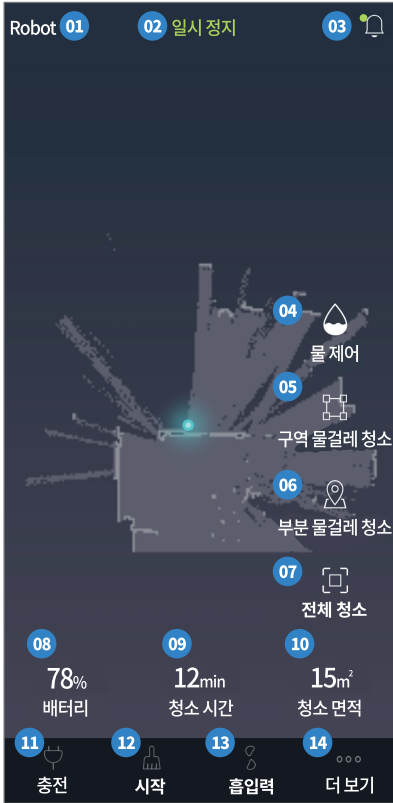 Robot 01 02 일시 정지 03
04
물 제어
05
구역 물걸레 청소
06
부분 물걸레 청소
07
전체 청소
08 09 10
78% 12min 15m²
배터리 청소 시간 청소 면적
11 12 13 14
충전 시작 흡입력 더 보기